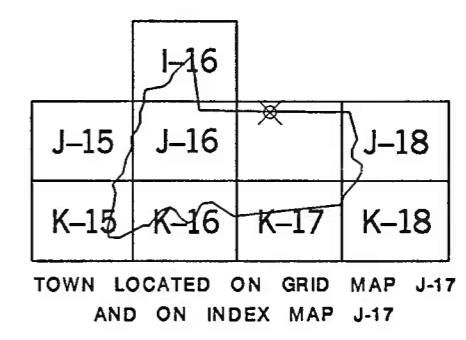 I-16
J-15 J-16 J-18
K-15 K-16 K-17 K-18
TOWN LOCATED ON GRID MAP J-17
AND ON INDEX MAP J-17